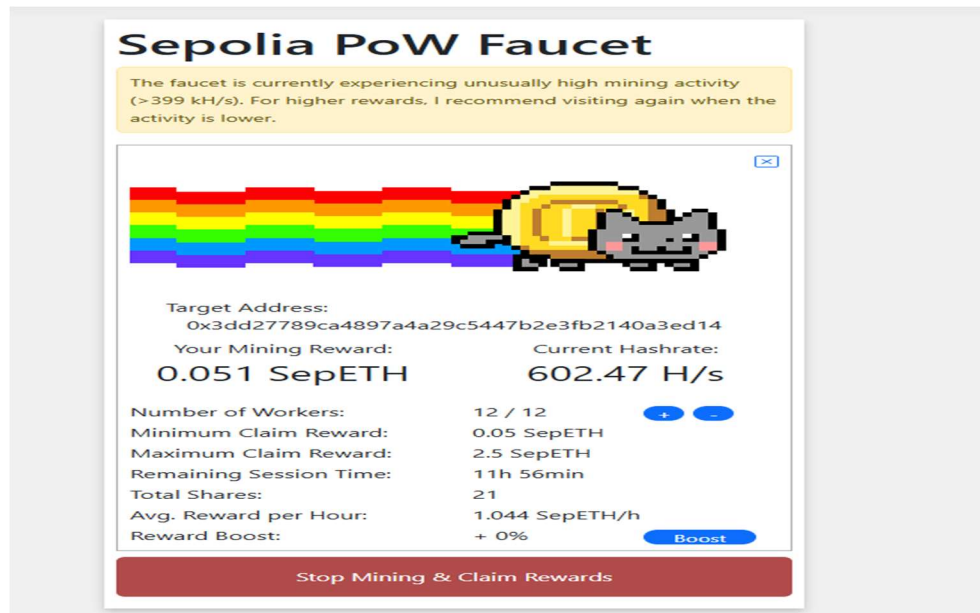 Sepolia PoW Faucet
The faucet is currently experiencing unusually high mining activity
(>399 kH/s). For higher rewards, I recommend visiting again when the
activity is lower.
Target Address:
0x3dd27789ca4897a4a29c5447b2e3fb2140a3ed14
Your Mining Reward: Current Hashrate:
0.051 SepETH 602.47 H/s
Number of Workers: 12 / 12 + -
Minimum Claim Reward: 0.05 SepETH
Maximum Claim Reward: 2.5 SepETH
Remaining Session Time: 11h 56min
Total Shares: 21
Avg. Reward per Hour: 1.044 SepETH/h
Reward Boost: + 0% Boost
Stop Mining & Claim Rewards